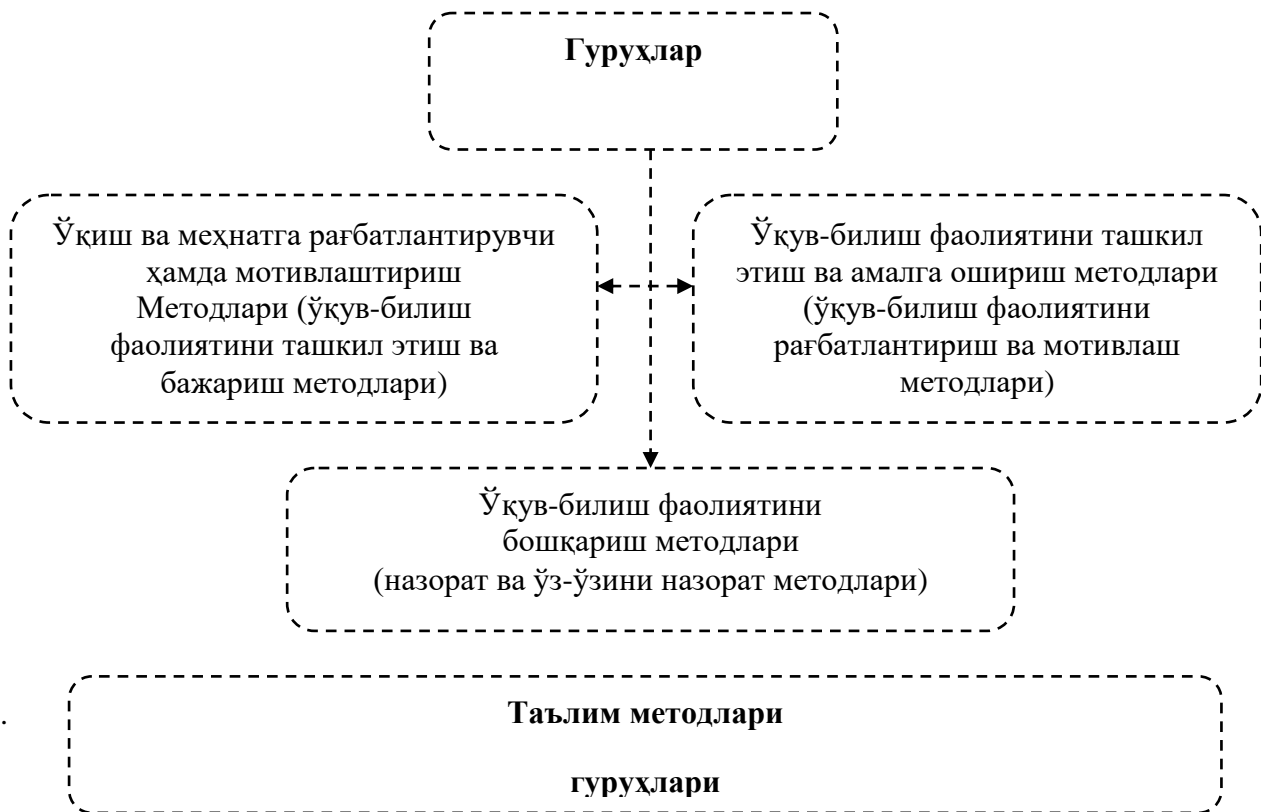 Гуруҳлар
Ўқиш ва меҳнатга рағбатлантирувчи
ҳамда мотивлаштириш
Методлари (ўқув-билиш
фаолиятини ташкил этиш ва
бажариш методлари)
Ўқув-билиш фаолиятини ташкил
этиш ва амалга ошириш методлари
(ўқув-билиш фаолиятини
рағбатлантириш ва мотивлаш
методлари)
Ўқув-билиш фаолиятини
бошқариш методлари
(назорат ва ўз-ўзини назорат методлари)
.
Таълим методлари
гуруҳлари